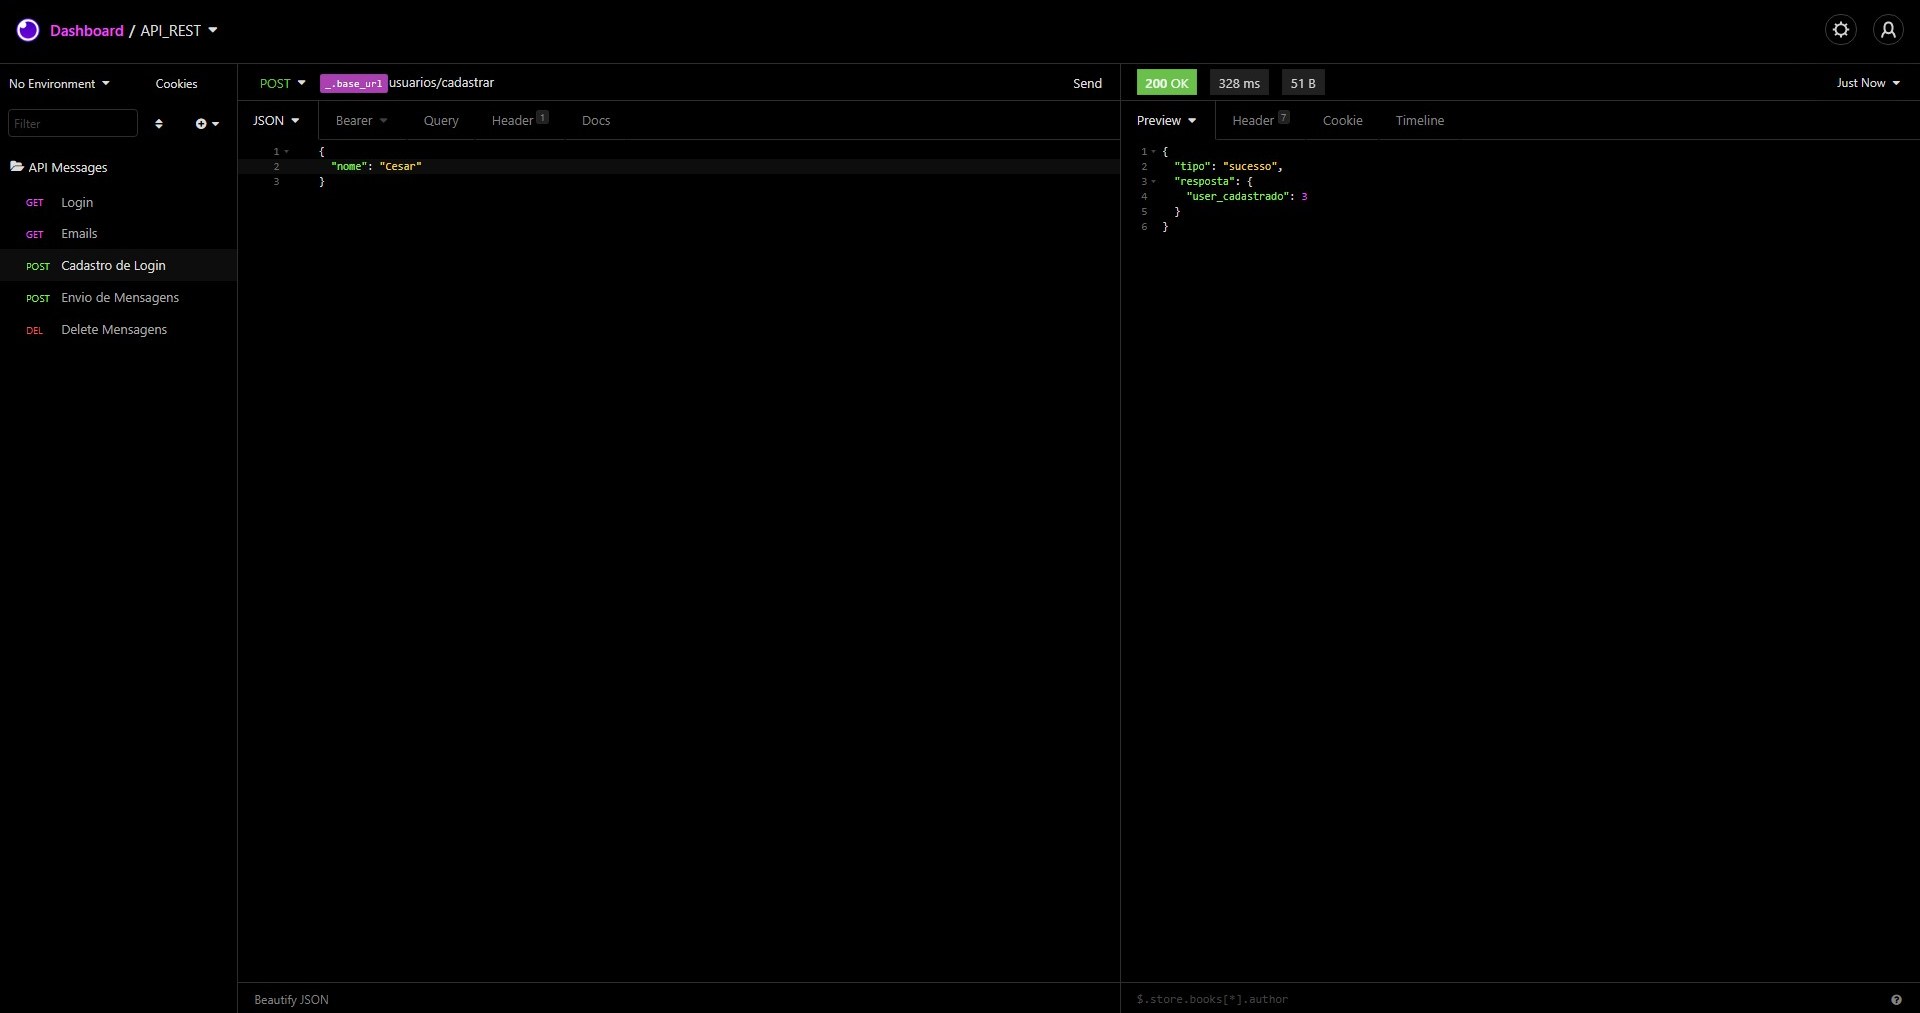 Dashboard / API_REST
No Environment
Cookies
Filter
API Messages
GET Login
GET Emails
POST Cadastro de Login
POST Envio de Mensagens
DEL Delete Mensagens
POST _.base_url usuarios/cadastrar
Send
JSON Bearer Query Header 1 Docs
1 {
2 "nome": "Cesar"
3 }
Beautify JSON
200 OK 328 ms 51 B
Just Now
Preview Header 7 Cookie Timeline
1 {
2 "tipo": "sucesso",
3 "resposta": {
4 "user_cadastrado": 3
5 }
6 }
$.store.books[*].author